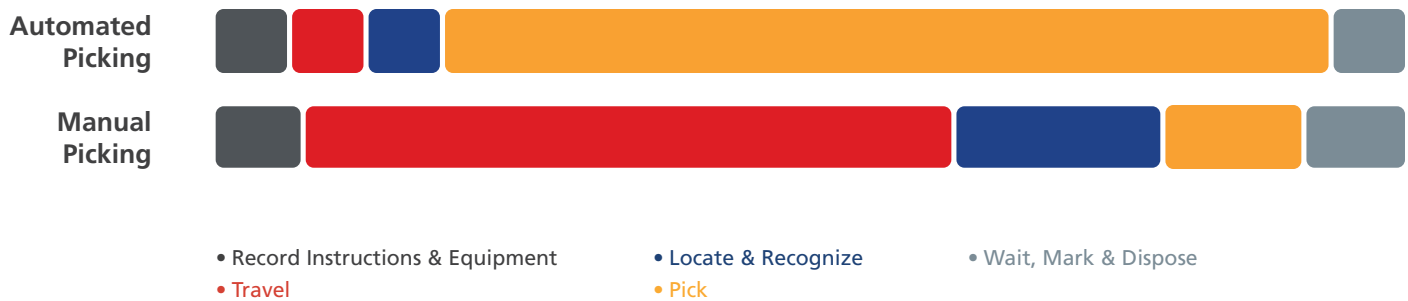 Automated
Picking
Manual
Picking
• Record Instructions & Equipment
• Travel
• Locate & Recognize
• Pick
• Wait, Mark & Dispose